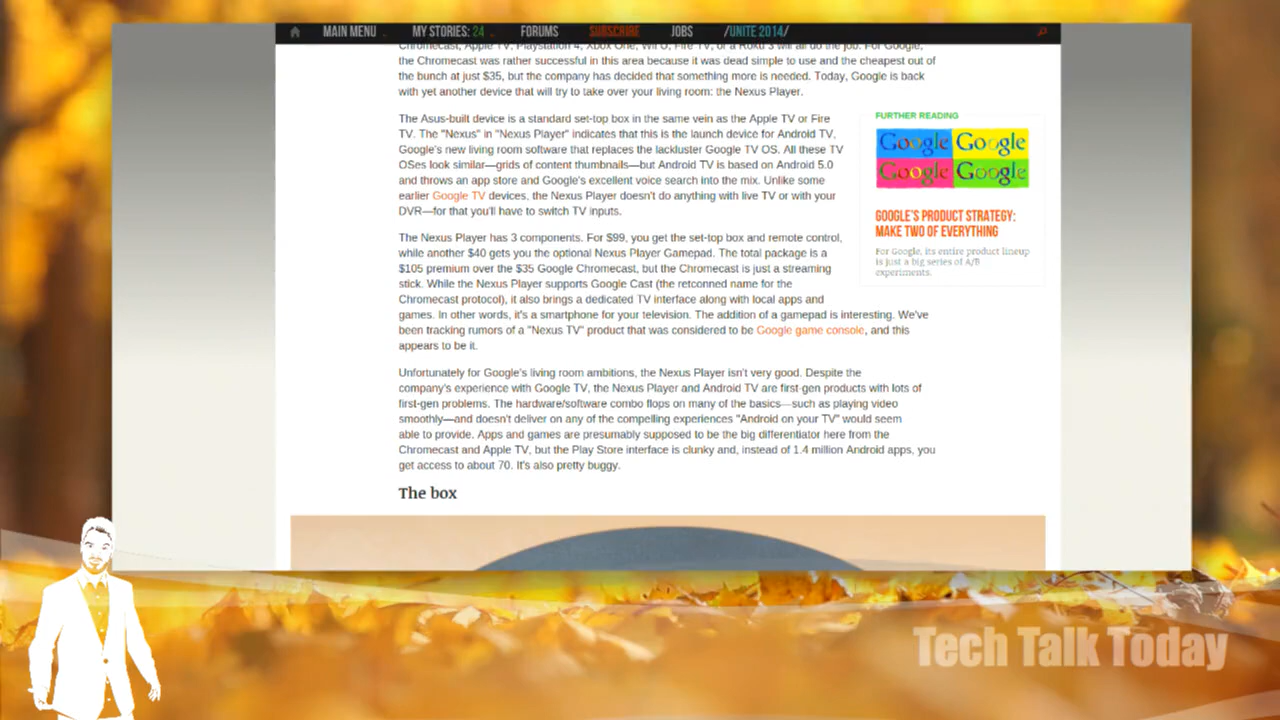 MAIN MENU
MY STORIES: 24
FORUMS
SUBSCRIBE
JOBS
/UNITE 2014/
Chromecast, Apple TV, Playstation 4, Xbox One, Wii U, Fire TV, or a Roku 3 will all do the job. For Google,
the Chromecast was rather successful in this area because it was dead simple to use and the cheapest out of
the bunch at just $35, but the company has decided that something more is needed. Today, Google is back
with yet another device that will try to take over your living room: the Nexus Player.
The Asus-built device is a standard set-top box in the same vein as the Apple TV or Fire
TV. The "Nexus" in "Nexus Player" indicates that this is the launch device for Android TV,
Google's new living room software that replaces the lackluster Google TV OS. All these TV
OSes look similar—grids of content thumbnails—but Android TV is based on Android 5.0
and throws an app store and Google's excellent voice search into the mix. Unlike some
earlier Google TV devices, the Nexus Player doesn't do anything with live TV or with your
DVR—for that you'll have to switch TV inputs.
FURTHER READING
Google Google
Google Google
GOOGLE'S PRODUCT STRATEGY:
MAKE TWO OF EVERYTHING
For Google, its entire product lineup
is just a big series of A/B
experiments.
The Nexus Player has 3 components. For $99, you get the set-top box and remote control,
while another $40 gets you the optional Nexus Player Gamepad. The total package is a
$105 premium over the $35 Google Chromecast, but the Chromecast is just a streaming
stick. While the Nexus Player supports Google Cast (the retconned name for the
Chromecast protocol), it also brings a dedicated TV interface along with local apps and
games. In other words, it's a smartphone for your television. The addition of a gamepad is interesting. We've
been tracking rumors of a "Nexus TV" product that was considered to be Google game console, and this
appears to be it.
Unfortunately for Google's living room ambitions, the Nexus Player isn't very good. Despite the
company's experience with Google TV, the Nexus Player and Android TV are first-gen products with lots of
first-gen problems. The hardware/software combo flops on many of the basics—such as playing video
smoothly—and doesn't deliver on any of the compelling experiences "Android on your TV" would seem
able to provide. Apps and games are presumably supposed to be the big differentiator here from the
Chromecast and Apple TV, but the Play Store interface is clunky and, instead of 1.4 million Android apps, you
get access to about 70. It's also pretty buggy.
The box
Tech Talk Today